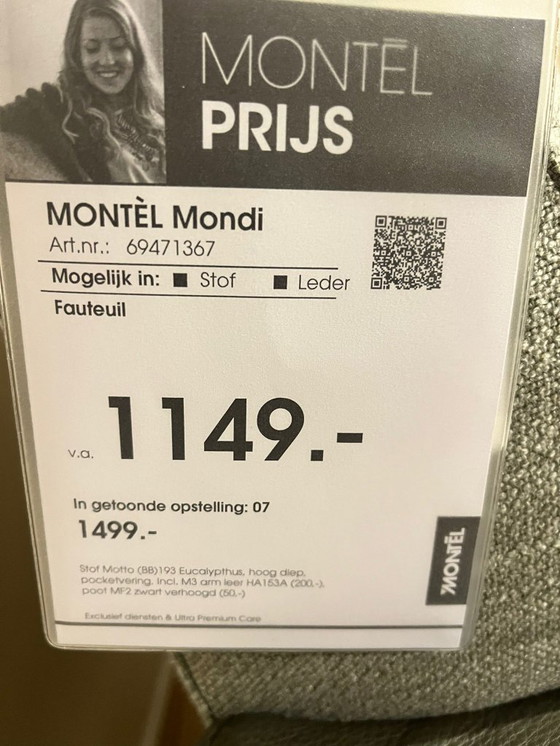 MONTĒL
PRIJS
MONTÈL Mondi
Art.nr.: 69471367
Mogelijk in: ■ Stof ■ Leder
Fauteuil
v.a. 1149.-
In getoonde opstelling: 07
1499.-
Stof Motto (BB)193 Eucalypthus, hoog diep,
pocketvering. Incl. M3 arm leer HA153A (200,-),
poot MF2 zwart verhoogd (50,-)
Exclusief diensten & Ultra Premium Care
MONTĒL